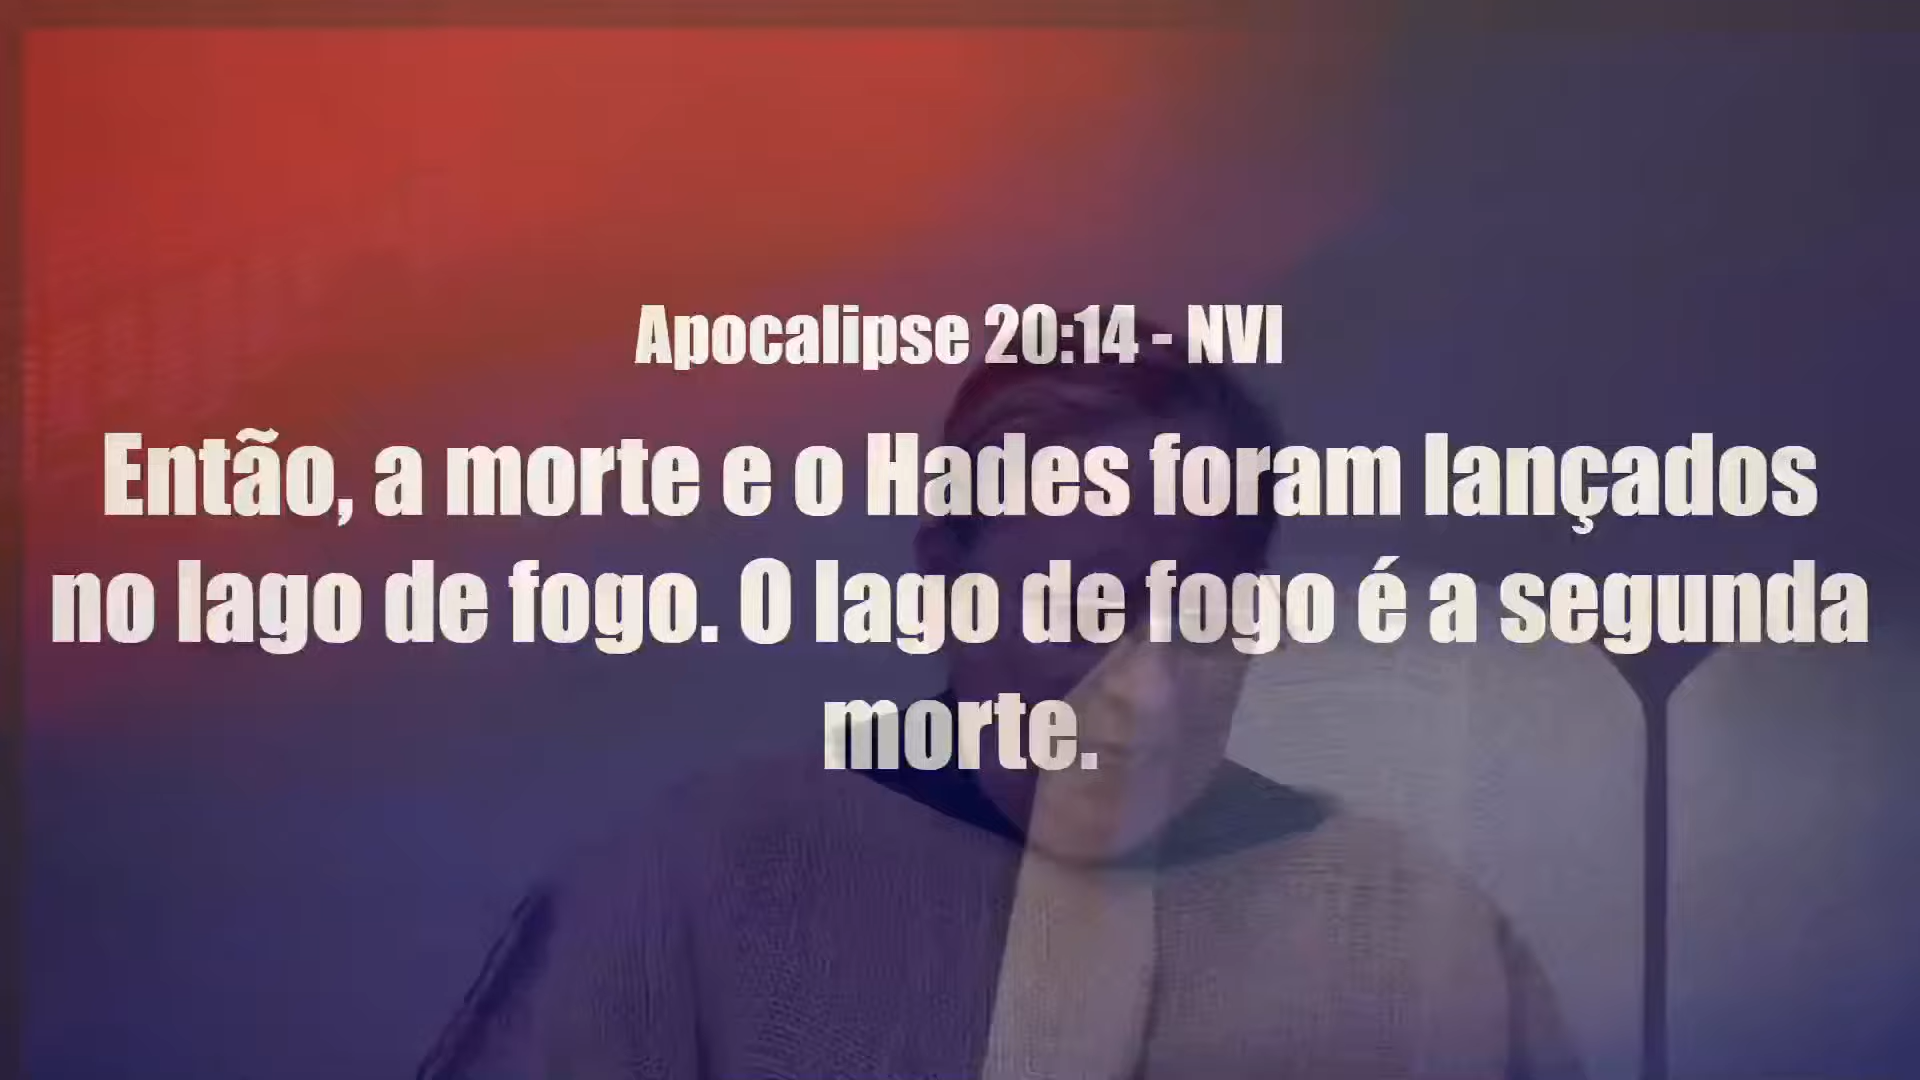 Apocalipse 20:14 - NVI
Então, a morte e o Hades foram lançados
no lago de fogo. O lago de fogo é a segunda
morte.